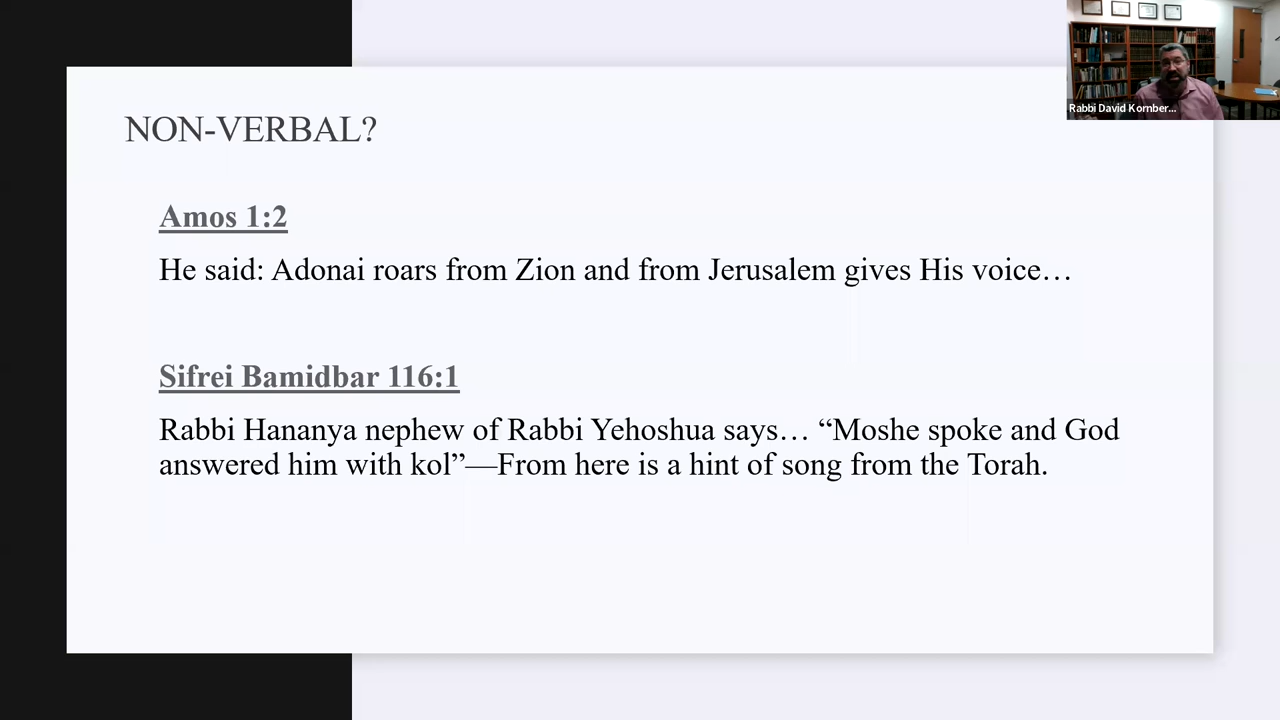 Rabbi David Kornber...
NON-VERBAL?
Amos 1:2
He said: Adonai roars from Zion and from Jerusalem gives His voice…
Sifrei Bamidbar 116:1
Rabbi Hananya nephew of Rabbi Yehoshua says… “Moshe spoke and God
answered him with kol”—From here is a hint of song from the Torah.